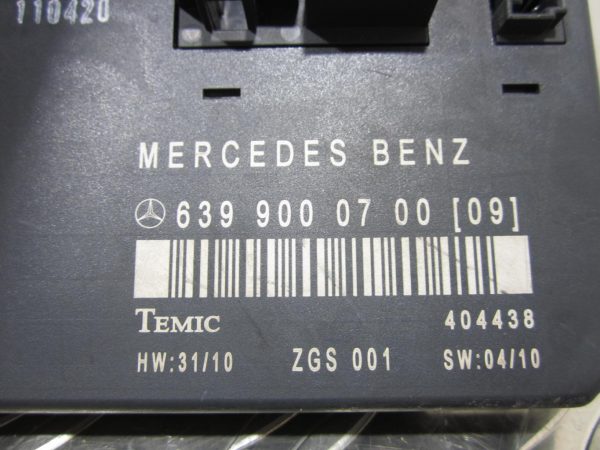 110420
MERCEDES BENZ
639 900 07 00 [09]
TEMIC 404438
HW:31/10 ZGS 001 SW:04/10